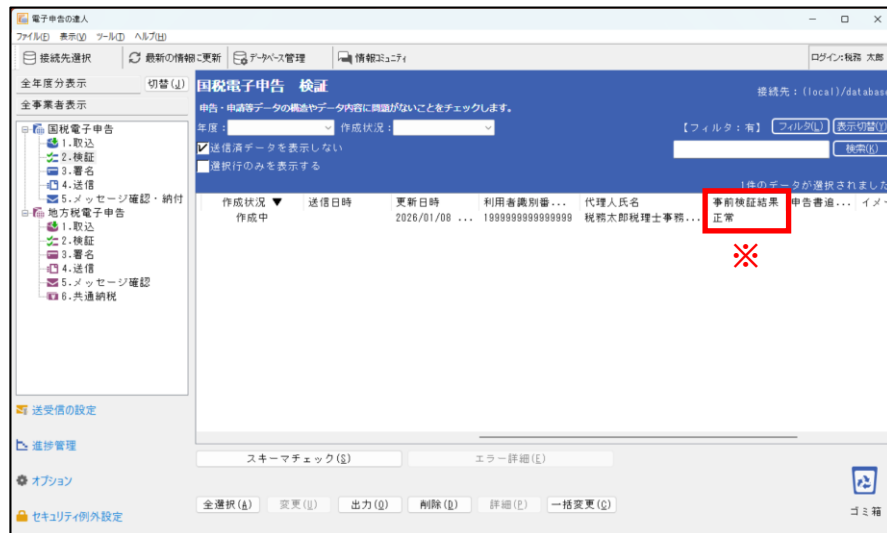 電子申告の達人
ファイル(F) 表示(V) ツール(T) ヘルプ(H)
接続先選択 最新の情報に更新 データベース管理 情報コミュニティ ログイン:税務 太郎
全年度分表示 切替(J)
全事業者表示
国税電子申告
1.取込
2.検証
3.署名
4.送信
5.メッセージ確認・納付
地方税電子申告
1.取込
2.検証
3.署名
4.送信
5.メッセージ確認
6.共通納税
送受信の設定
進捗管理
オプション
セキュリティ例外設定
国税電子申告 検証
接続先:(local)/database
申告・申請等データの構造やデータ内容に問題がないことをチェックします。
年度: 作成状況: 【フィルタ:有】 フィルタ(L) 表示切替(Y)
送信済データを表示しない 検索(K)
選択行のみを表示する
1件のデータが選択されました
作成状況 ▼ 送信日時 更新日時 利用者識別番... 代理人氏名 事前検証結果 申告書追... イメー
作成中 2026/01/08 ... 1999999999999999 税務太郎税理士事務... 正常
※
スキーマチェック(S) エラー詳細(E)
全選択(A) 変更(U) 出力(O) 削除(D) 詳細(P) 一括変更(C)
ゴミ箱